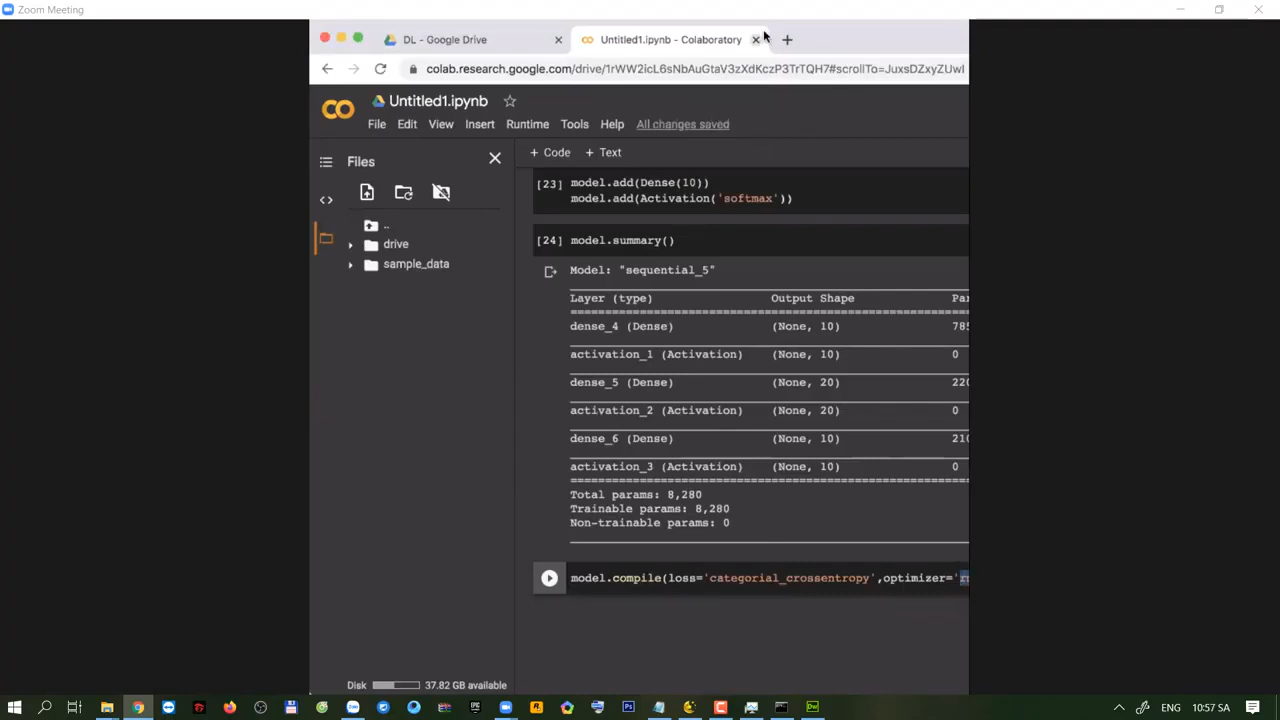 Zoom Meeting
DL - Google Drive
Untitled1.ipynb - Colaboratory
colab.research.google.com/drive/1rWW2icL6sNbAuGtaV3zXdKczP3TrTQH7#scrollTo=JuxsDZxyZUwI
CO
Untitled1.ipynb
File Edit View Insert Runtime Tools Help All changes saved
Files
+ Code + Text
[23] model.add(Dense(10))
model.add(Activation('softmax'))
..
drive
sample_data
[24] model.summary()
Model: "sequential_5"
Layer (type) Output Shape Par
dense_4 (Dense) (None, 10) 785
activation_1 (Activation) (None, 10) 0
dense_5 (Dense) (None, 20) 220
activation_2 (Activation) (None, 20) 0
dense_6 (Dense) (None, 10) 210
activation_3 (Activation) (None, 10) 0
Total params: 8,280
Trainable params: 8,280
Non-trainable params: 0
model.compile(loss='categorial_crossentropy',optimizer='r
Disk 37.82 GB available
ENG 10:57 SA